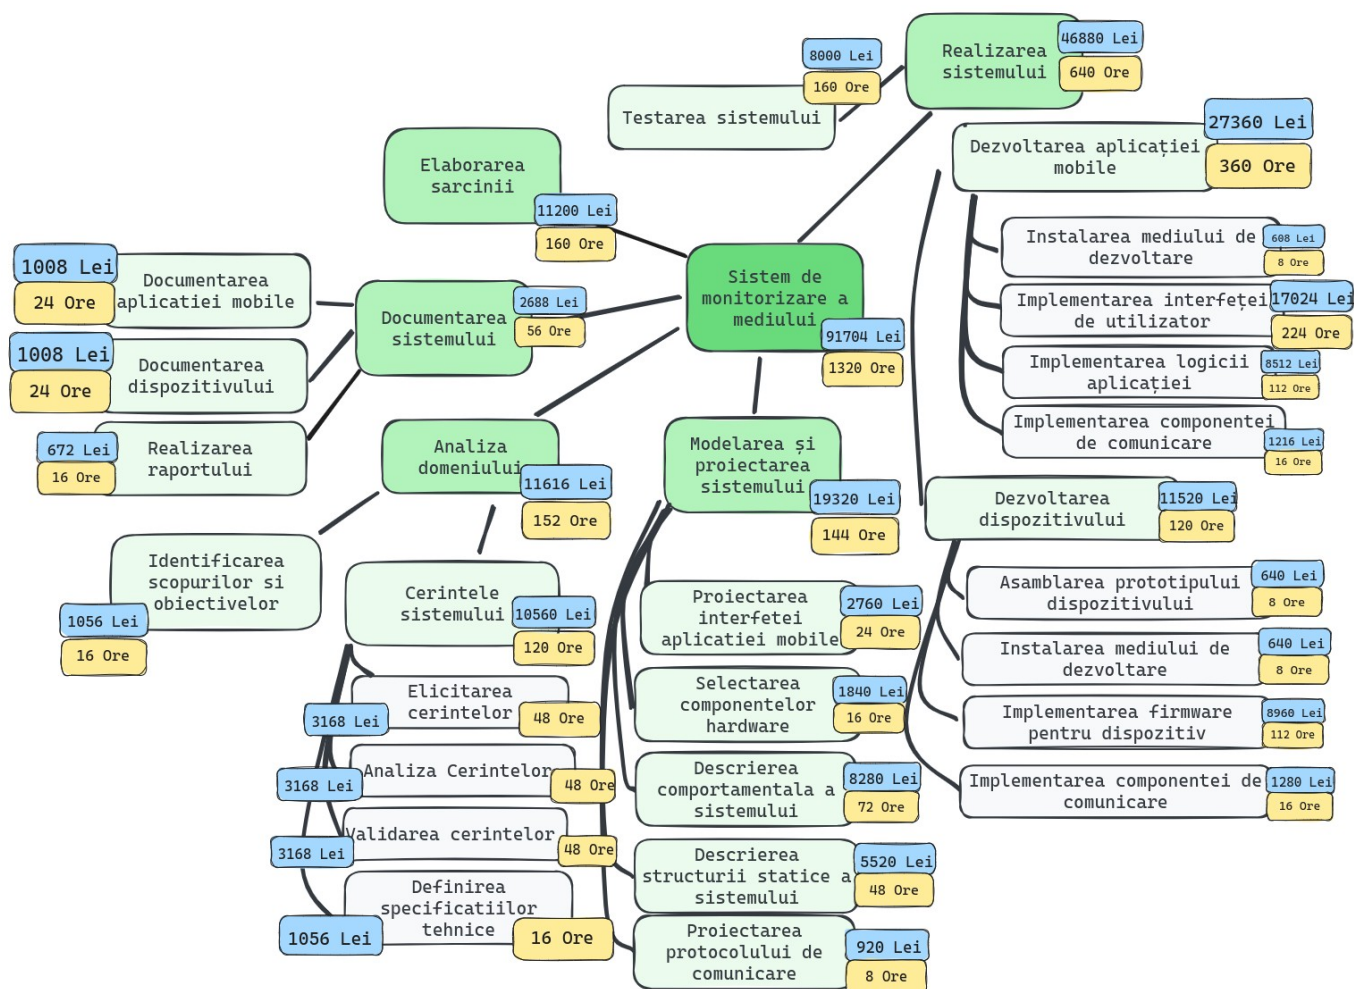 Realizarea
sistemului
46880 Lei
640 Ore
8000 Lei
160 Ore
Testarea sistemului
27360 Lei
360 Ore
Dezvoltarea aplicației
mobile
Elaborarea
sarcinii
11200 Lei
160 Ore
Instalarea mediului de
dezvoltare
608 Lei
8 Ore
Implementarea interfeței
de utilizator
17024 Lei
224 Ore
Implementarea logicii
aplicației
8512 Lei
112 Ore
Implementarea componentei
de comunicare
1216 Lei
16 Ore
Sistem de
monitorizare a
mediului
91704 Lei
1320 Ore
1008 Lei
24 Ore
Documentarea
aplicatiei mobile
Documentarea
sistemului
2688 Lei
56 Ore
1008 Lei
24 Ore
Documentarea
dispozitivului
672 Lei
16 Ore
Realizarea
raportului
Analiza
domeniului
11616 Lei
152 Ore
Modelarea și
proiectarea
sistemului
19320 Lei
144 Ore
Dezvoltarea
dispozitivului
11520 Lei
120 Ore
Identificarea
scopurilor si
obiectivelor
1056 Lei
16 Ore
Cerintele
sistemului
10560 Lei
120 Ore
Proiectarea
interfetei
aplicatiei mobile
2760 Lei
24 Ore
Asamblarea prototipului
dispozitivului
640 Lei
8 Ore
Instalarea mediului de
dezvoltare
640 Lei
8 Ore
Elicitarea
cerintelor
3168 Lei
48 Ore
Selectarea
componentelor
hardware
1840 Lei
16 Ore
Implementarea firmware
pentru dispozitiv
8960 Lei
112 Ore
Analiza Cerintelor
3168 Lei
48 Ore
Descrierea
comportamentala a
sistemului
8280 Lei
72 Ore
Implementarea componentei de
comunicare
1280 Lei
16 Ore
Validarea cerintelor
3168 Lei
48 Ore
Descrierea
structurii statice a
sistemului
5520 Lei
48 Ore
Definirea
specificatiilor
tehnice
1056 Lei
16 Ore
Proiectarea
protocolului de
comunicare
920 Lei
8 Ore